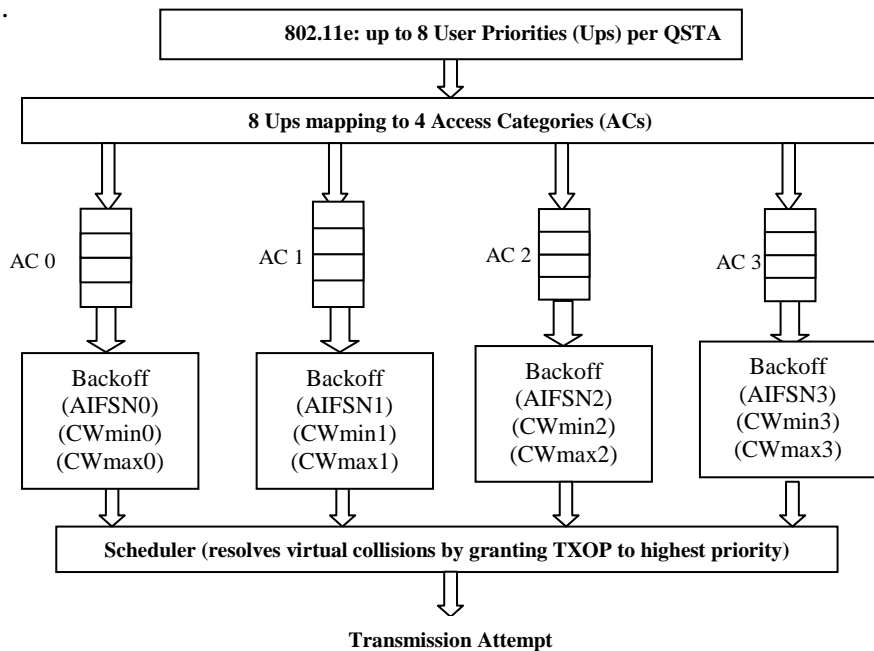 .
802.11e: up to 8 User Priorities (Ups) per QSTA
8 Ups mapping to 4 Access Categories (ACs)
AC 0
AC 1
AC 2
AC 3
Backoff
(AIFSN0)
(CWmin0)
(CWmax0)
Backoff
(AIFSN1)
(CWmin1)
(CWmax1)
Backoff
(AIFSN2)
(CWmin2)
(CWmax2)
Backoff
(AIFSN3)
(CWmin3)
(CWmax3)
Scheduler (resolves virtual collisions by granting TXOP to highest priority)
Transmission Attempt